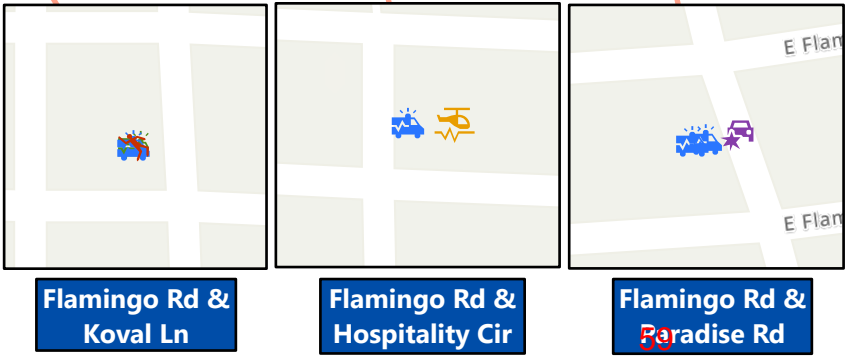 E Flam
E Flam
Flamingo Rd &
Koval Ln
Flamingo Rd &
Hospitality Cir
Flamingo Rd &
Paradise Rd
59